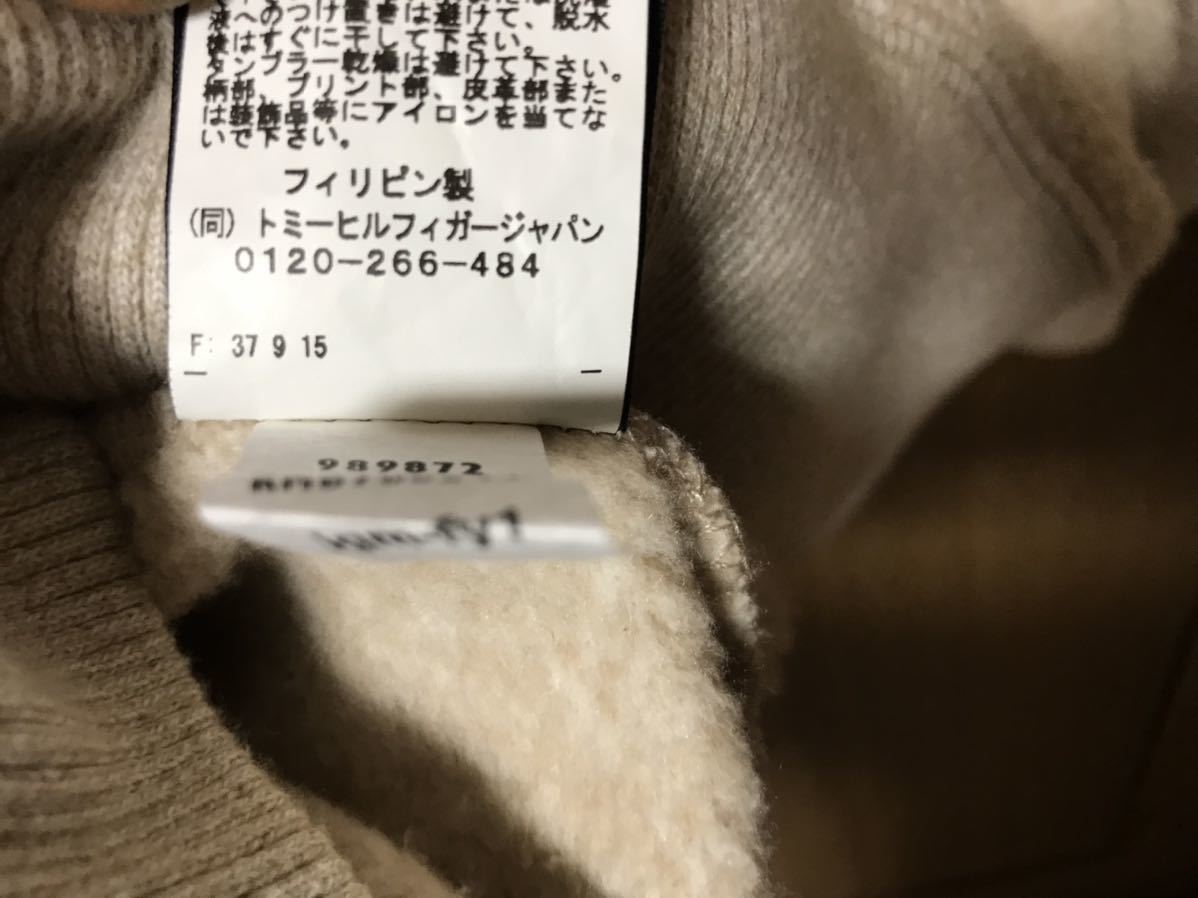 液へのつけ置きは避けて、脱水
後はすぐに干して下さい。
タンブラー乾燥は避けて下さい。
柄部、プリント部、皮革部また
は装飾品等にアイロンを当てな
いで下さい。
フィリピン製
(同) トミーヒルフィガージャパン
0120-266-484
F: 37 9 15
989872